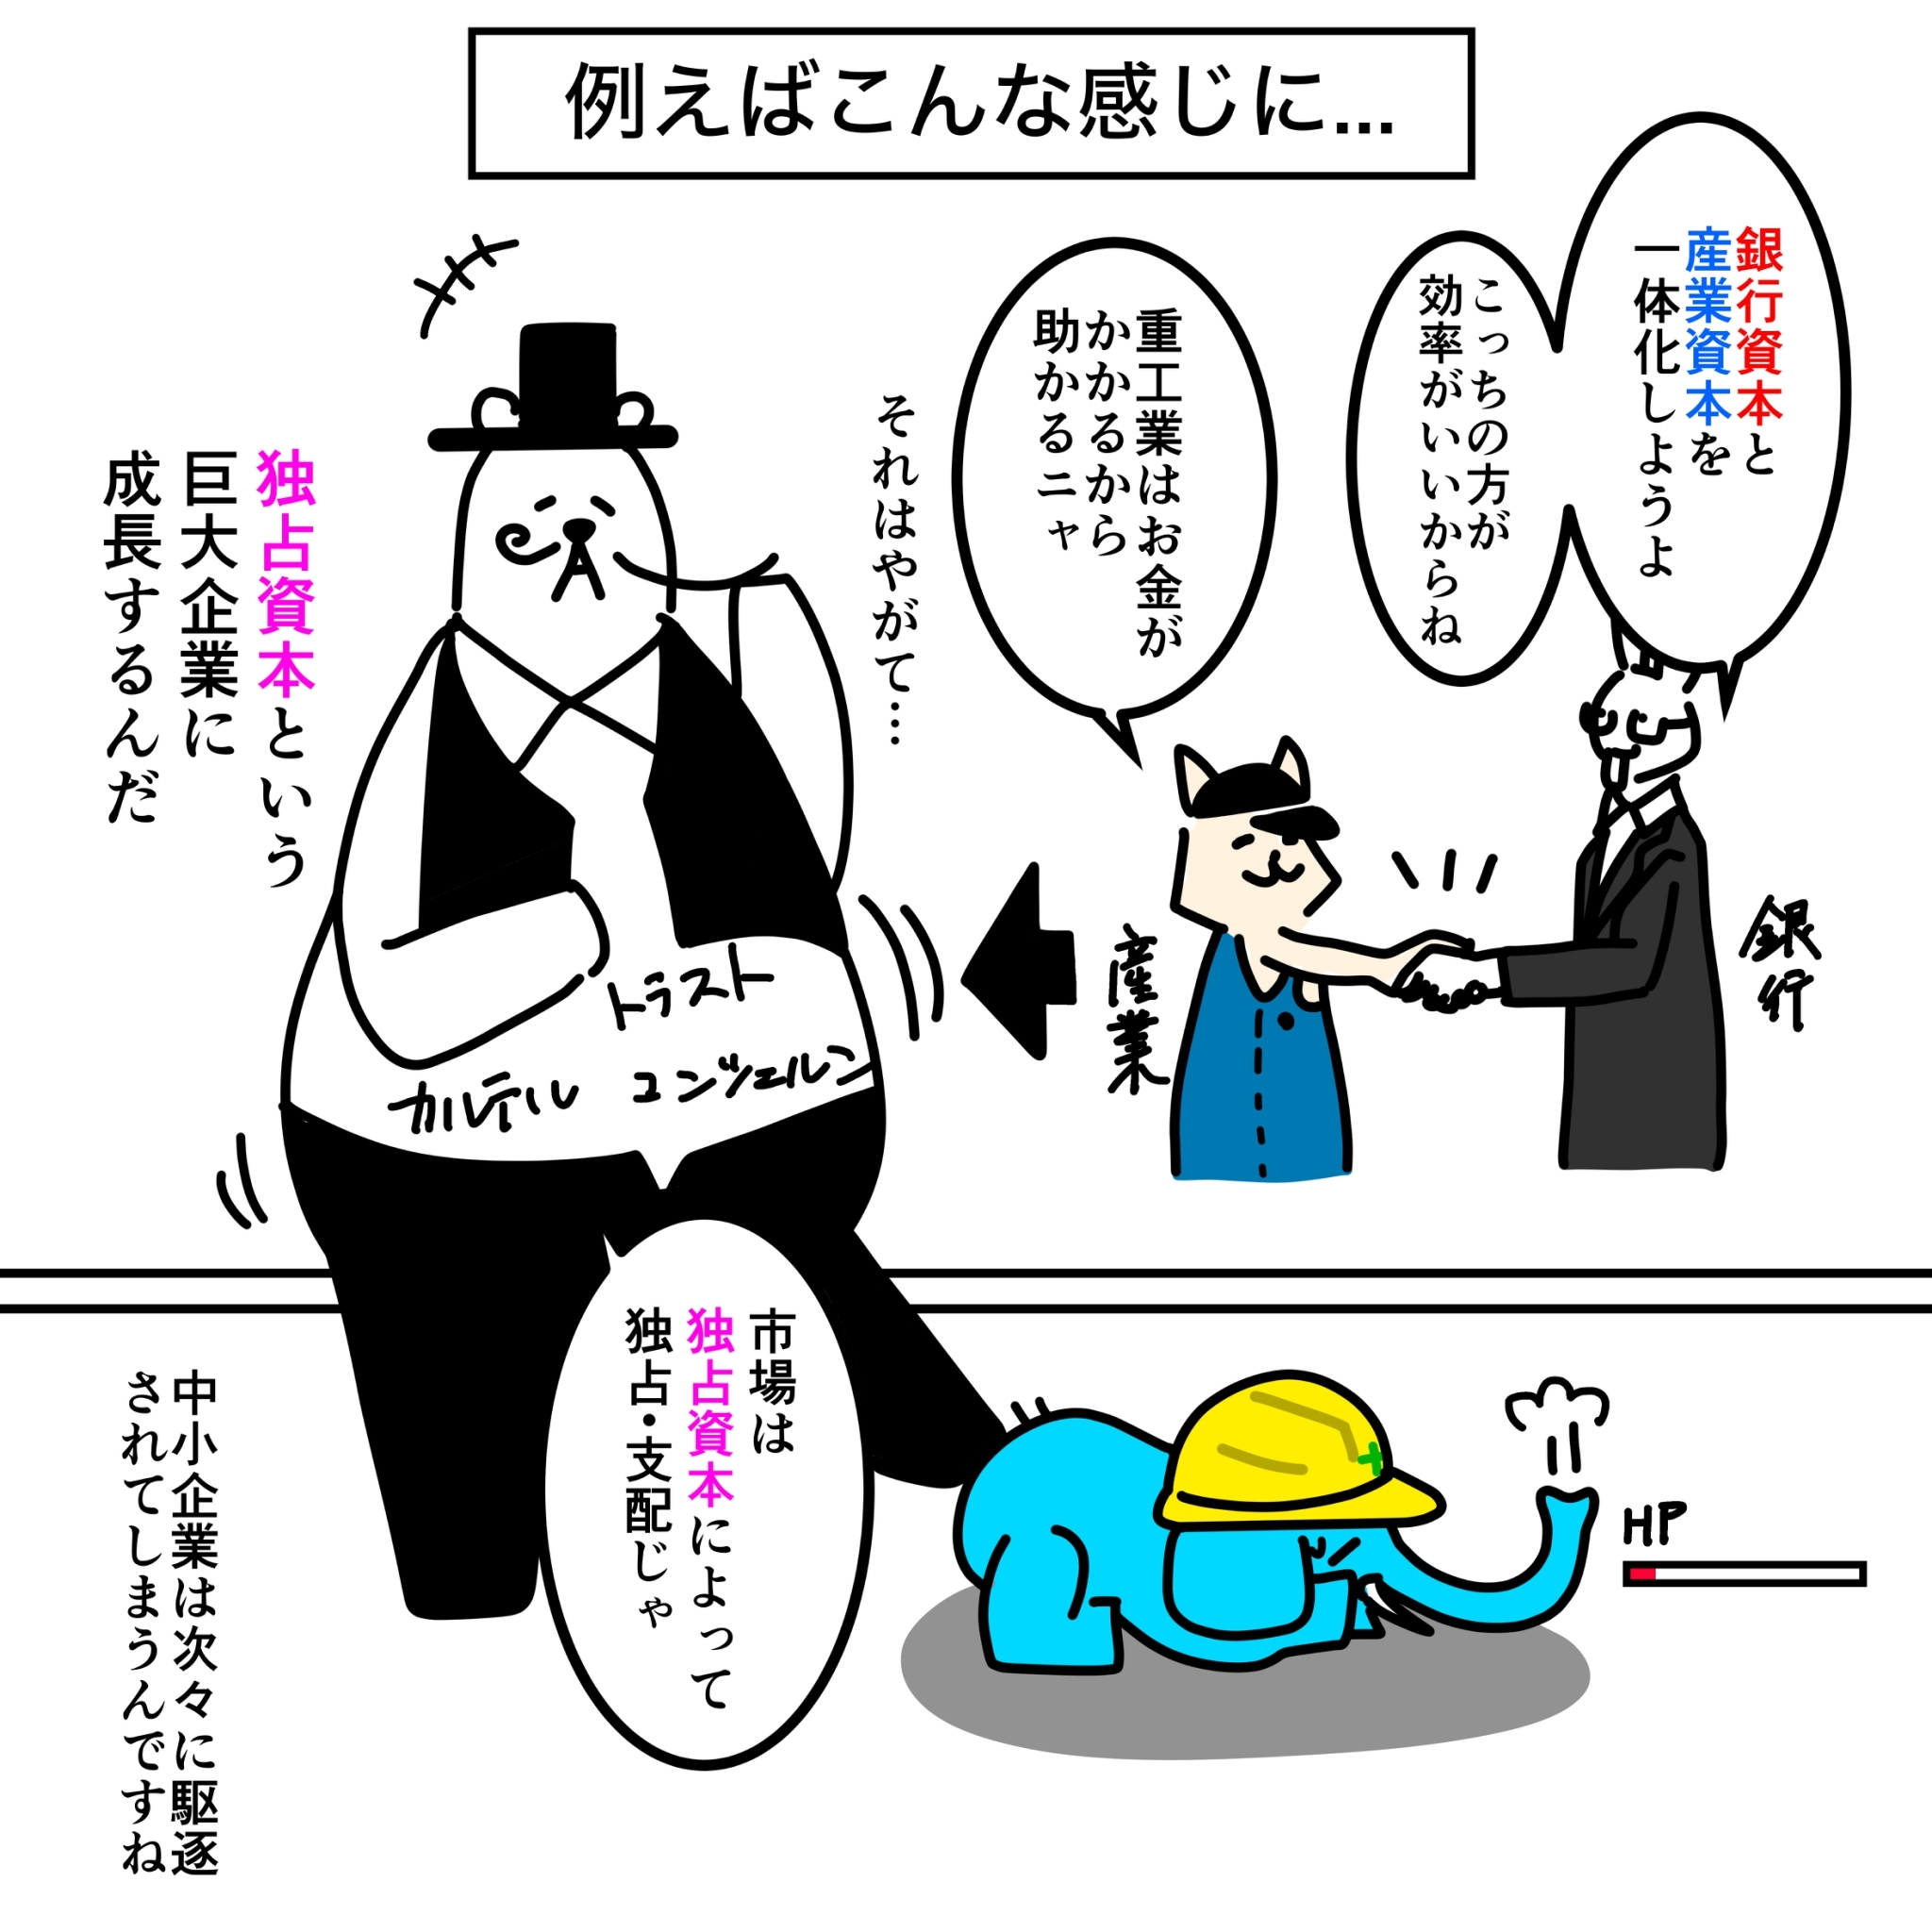 例えばこんな感じに...
銀行資本と
産業資本を
一体化しようよ
こっちの方が
効率がいいからね
重工業はお金が
かかるから
助かるニャ
銀行
産業
それはやがて…
独占資本という
巨大企業に
成長するんだ
トラスト
カルテル
コンツェルン
市場は
独占資本によって
独占・支配じゃ
HP
中小企業は次々に駆逐
されてしまうんですね